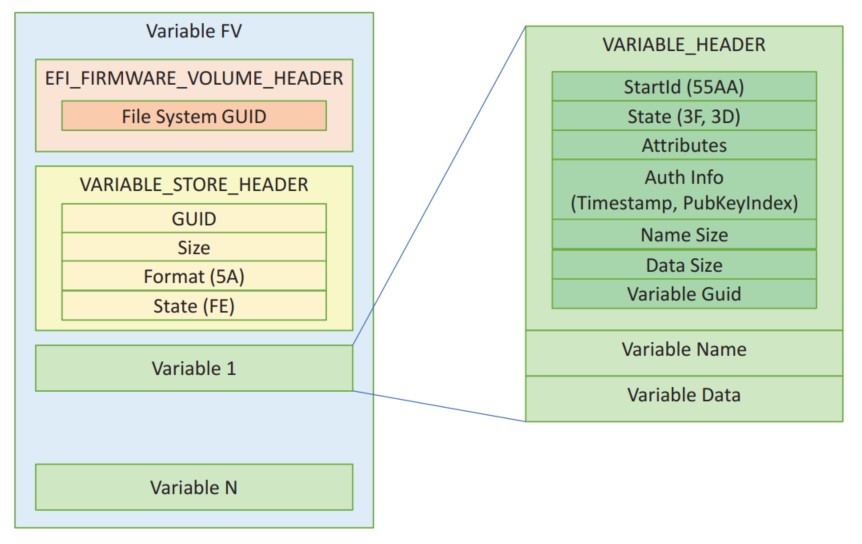 Variable FV
EFI_FIRMWARE_VOLUME_HEADER
File System GUID
VARIABLE_STORE_HEADER
GUID
Size
Format (5A)
State (FE)
Variable 1
Variable N
VARIABLE_HEADER
StartId (55AA)
State (3F, 3D)
Attributes
Auth Info
(Timestamp, PubKeyIndex)
Name Size
Data Size
Variable Guid
Variable Name
Variable Data